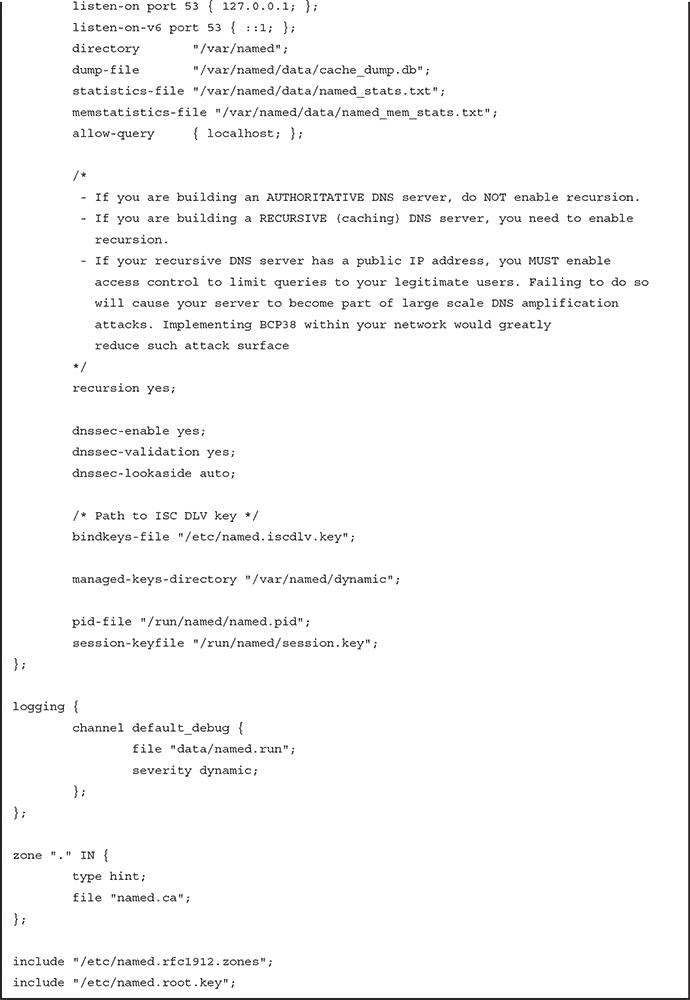 listen-on port 53 { 127.0.0.1; };
        listen-on-v6 port 53 { ::1; };
        directory       "/var/named";
        dump-file       "/var/named/data/cache_dump.db";
        statistics-file "/var/named/data/named_stats.txt";
        memstatistics-file "/var/named/data/named_mem_stats.txt";
        allow-query     { localhost; };

        /*
         - If you are building an AUTHORITATIVE DNS server, do NOT enable recursion.
         - If you are building a RECURSIVE (caching) DNS server, you need to enable
           recursion.
         - If your recursive DNS server has a public IP address, you MUST enable
           access control to limit queries to your legitimate users. Failing to do so
           will cause your server to become part of large scale DNS amplification
           attacks. Implementing BCP38 within your network would greatly
           reduce such attack surface
        */
        recursion yes;

        dnssec-enable yes;
        dnssec-validation yes;
        dnssec-lookaside auto;

        /* Path to ISC DLV key */
        bindkeys-file "/etc/named.iscdlv.key";

        managed-keys-directory "/var/named/dynamic";

        pid-file "/run/named/named.pid";
        session-keyfile "/run/named/session.key";
};

logging {
        channel default_debug {
                file "data/named.run";
                severity dynamic;
        };
};

zone "." IN {
        type hint;
        file "named.ca";
};

include "/etc/named.rfc1912.zones";
include "/etc/named.root.key";